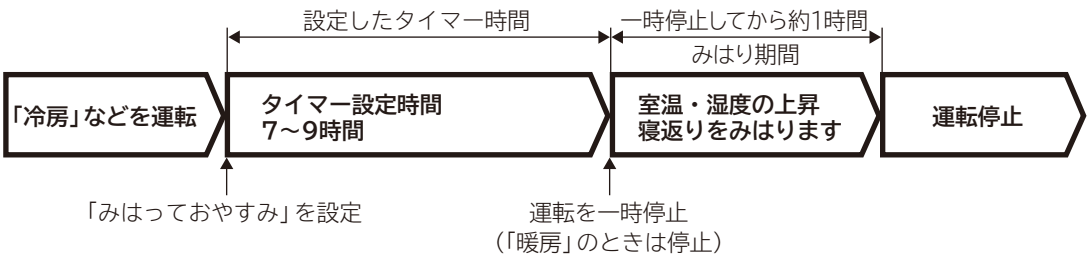 設定したタイマー時間
一時停止してから約1時間
みはり期間
「冷房」などを運転
タイマー設定時間
7～9時間
室温・湿度の上昇
寝返りをみはります
運転停止
「みはっておやすみ」を設定
運転を一時停止
（「暖房」のときは停止）